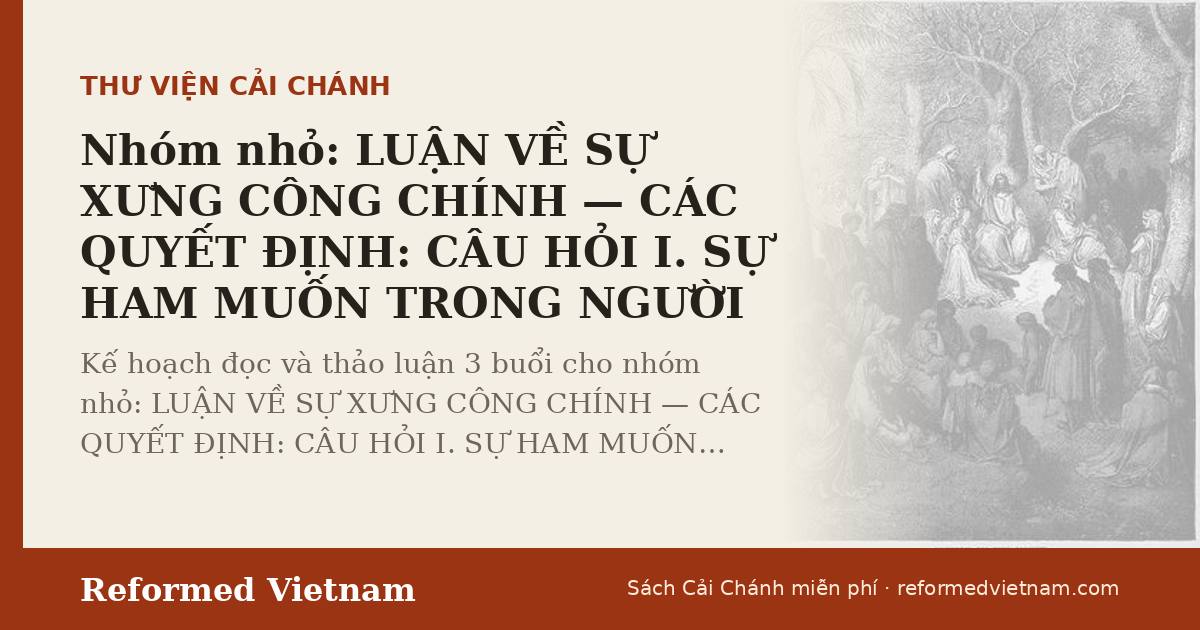 THƯ VIỆN CẢI CHÁNH
Nhóm nhỏ: LUẬN VỀ SỰ
XƯNG CÔNG CHÍNH — CÁC
QUYẾT ĐỊNH: CÂU HỎI I. SỰ
HAM MUỐN TRONG NGƯỜI
Kế hoạch đọc và thảo luận 3 buổi cho nhóm
nhỏ: LUẬN VỀ SỰ XƯNG CÔNG CHÍNH — CÁC
QUYẾT ĐỊNH: CÂU HỎI I. SỰ HAM MUỐN…
Reformed Vietnam
Sách Cải Chánh miễn phí · reformedvietnam.com